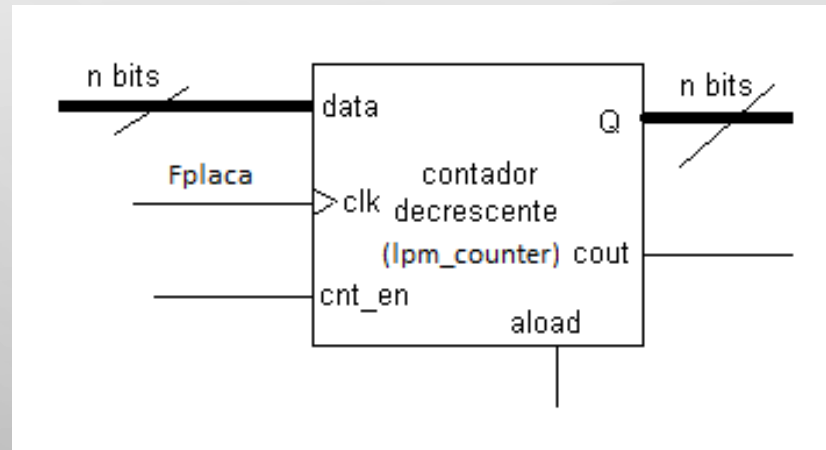 n bits
n bits
data
Q
Fplaca
clk
contador
decrescente
(lpm_counter)
cout
cnt_en
aload